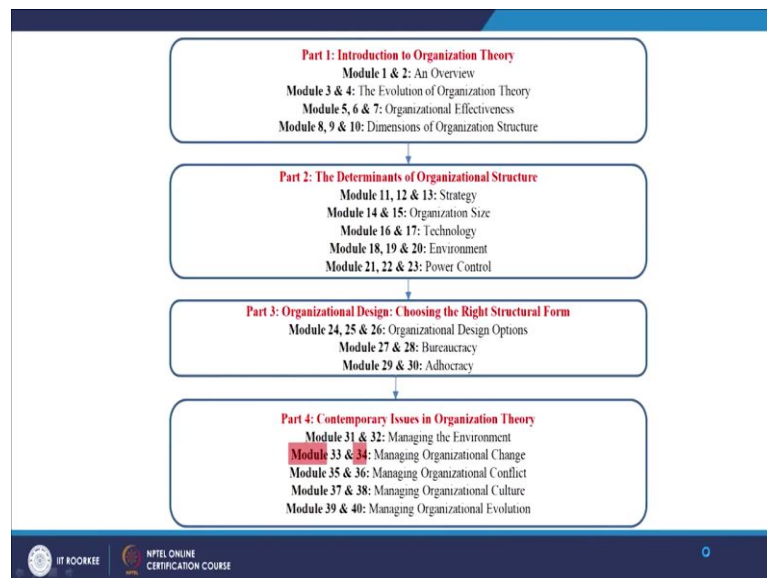 Part 1: Introduction to Organization Theory
Module 1 & 2: An Overview
Module 3 & 4: The Evolution of Organization Theory
Module 5, 6 & 7: Organizational Effectiveness
Module 8, 9 & 10: Dimensions of Organization Structure
Part 2: The Determinants of Organizational Structure
Module 11, 12 & 13: Strategy
Module 14 & 15: Organization Size
Module 16 & 17: Technology
Module 18, 19 & 20: Environment
Module 21, 22 & 23: Power Control
Part 3: Organizational Design: Choosing the Right Structural Form
Module 24, 25 & 26: Organizational Design Options
Module 27 & 28: Bureaucracy
Module 29 & 30: Adhocracy
Part 4: Contemporary Issues in Organization Theory
Module 31 & 32: Managing the Environment
Module 33 & 34: Managing Organizational Change
Module 35 & 36: Managing Organizational Conflict
Module 37 & 38: Managing Organizational Culture
Module 39 & 40: Managing Organizational Evolution
IIT ROORKEE
NPTEL ONLINE
CERTIFICATION COURSE